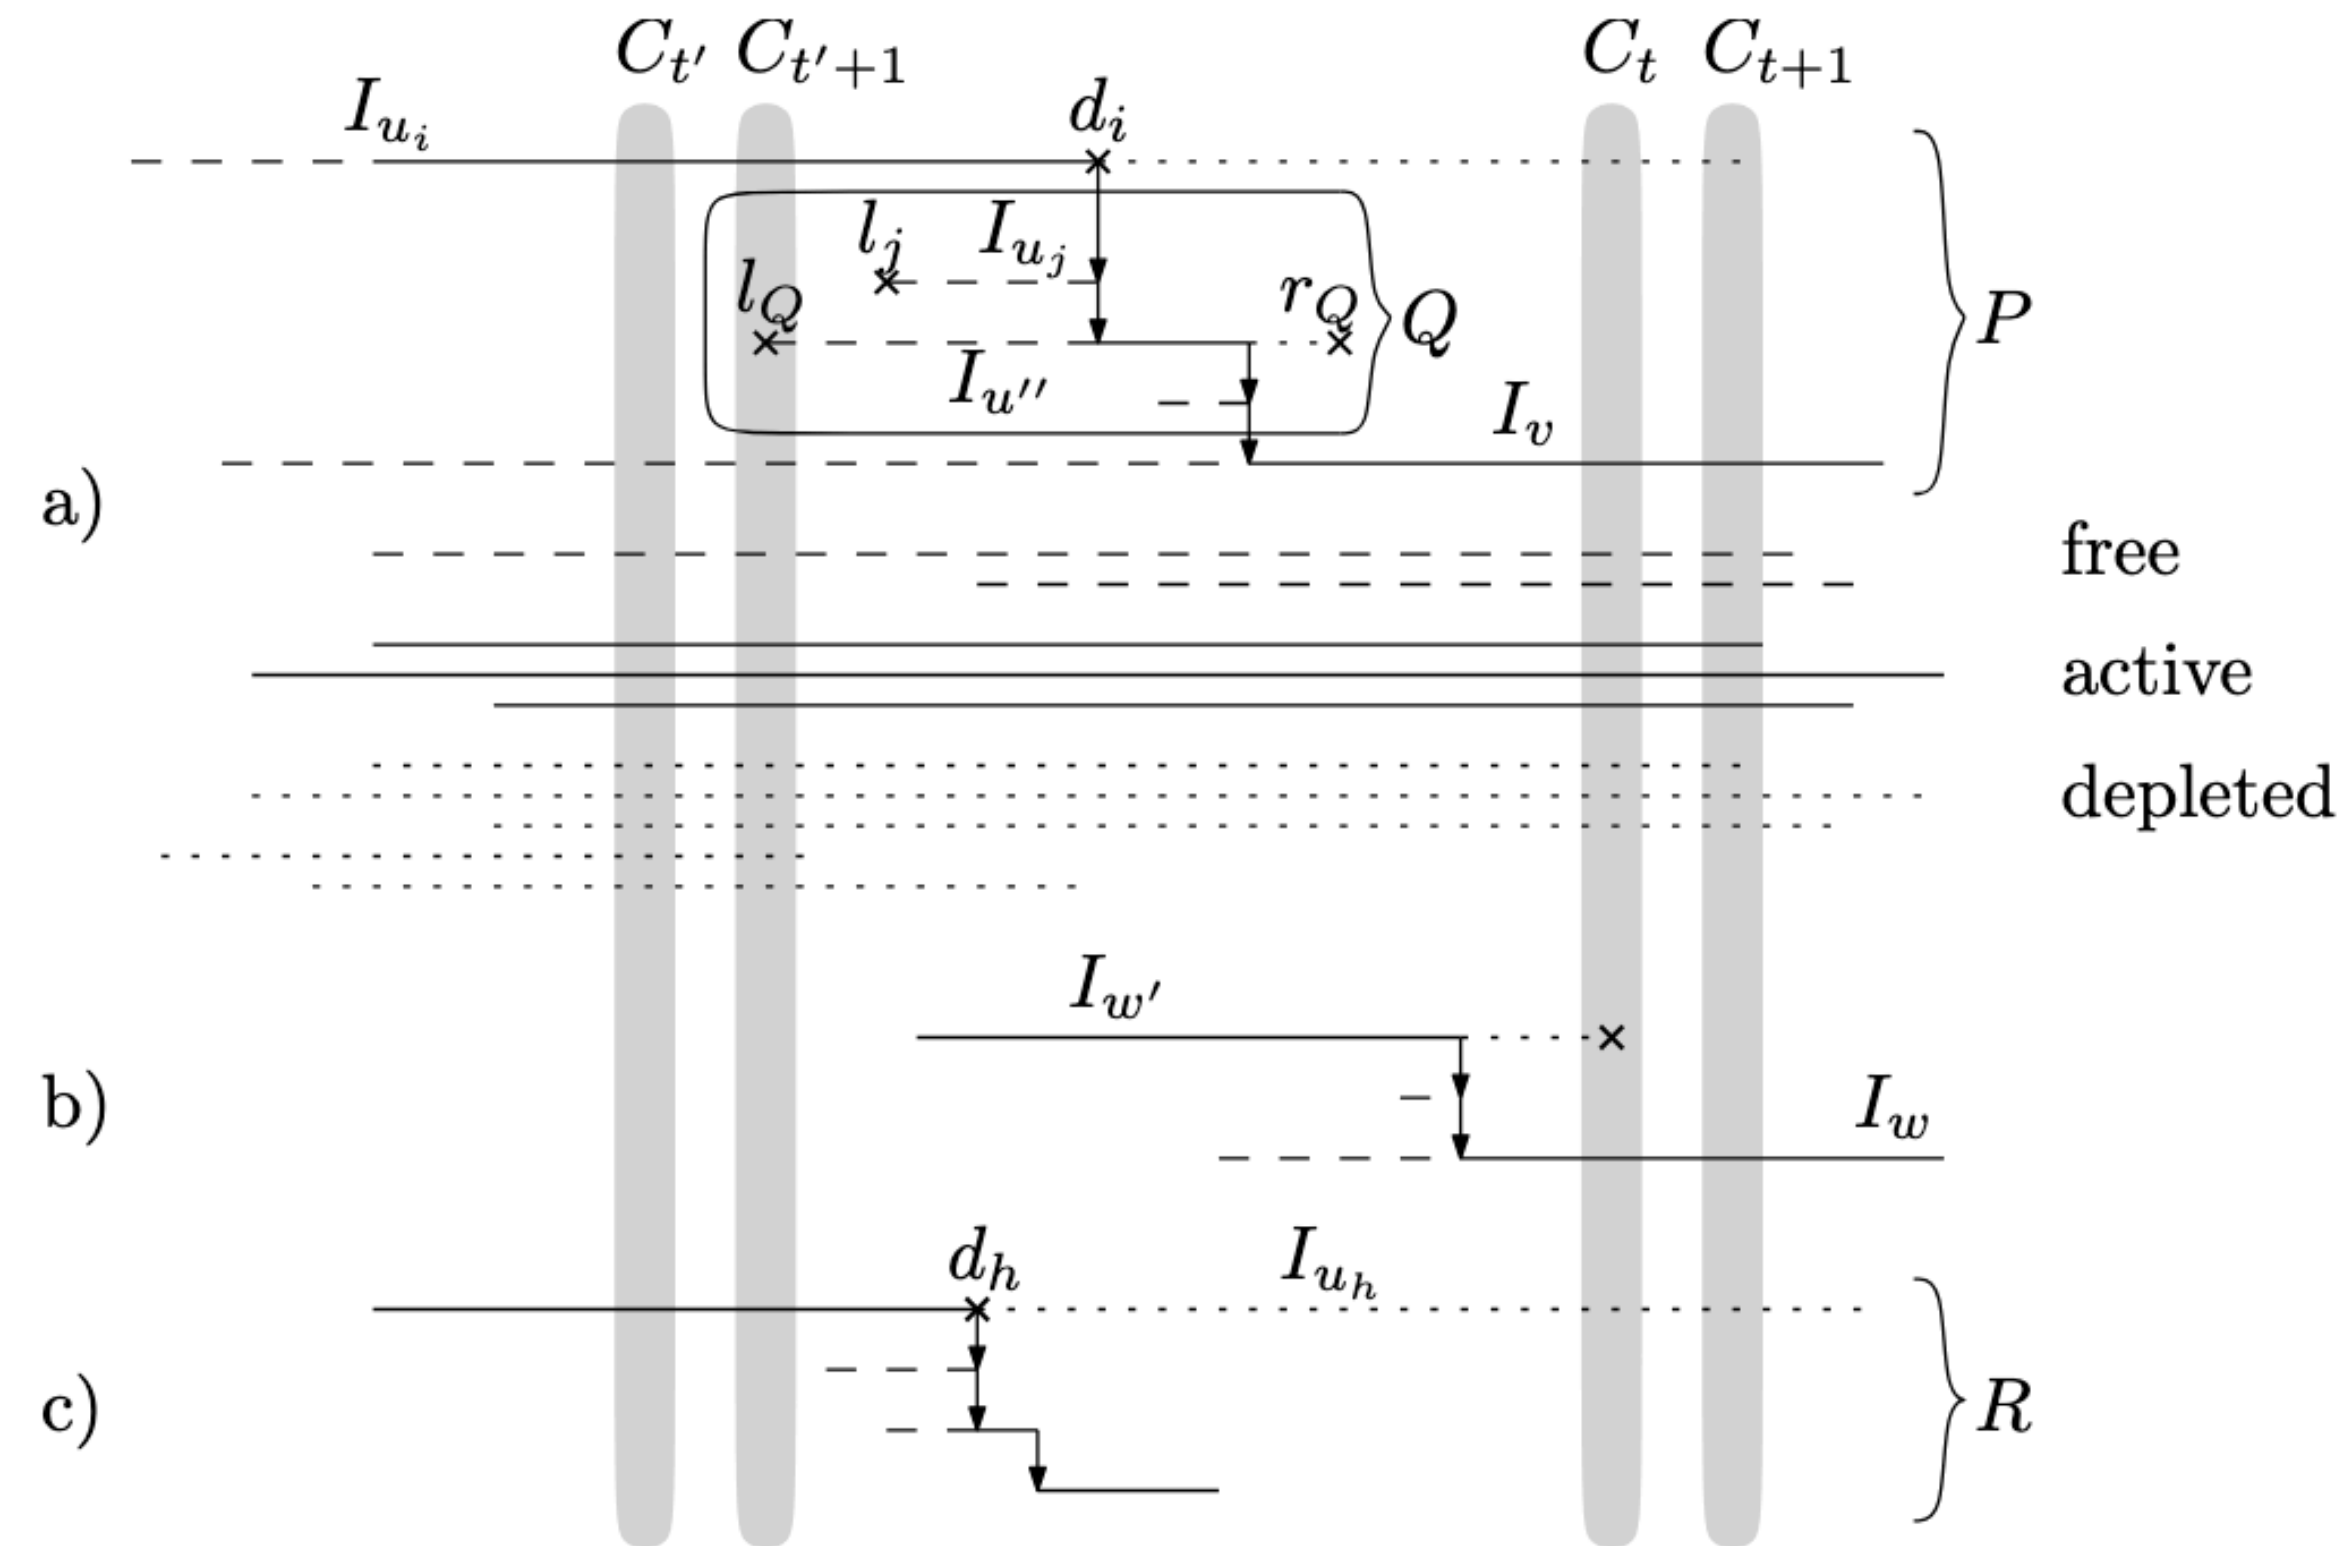 C_{t'} C_{t'+1} C_t C_{t+1}
I_{u_i} d_i
l_j I_{u_j}
l_Q r_Q Q P
I_{u''} I_v
a)
free
active
depleted
I_{w'}
b) I_w
d_h I_{u_h}
c) R